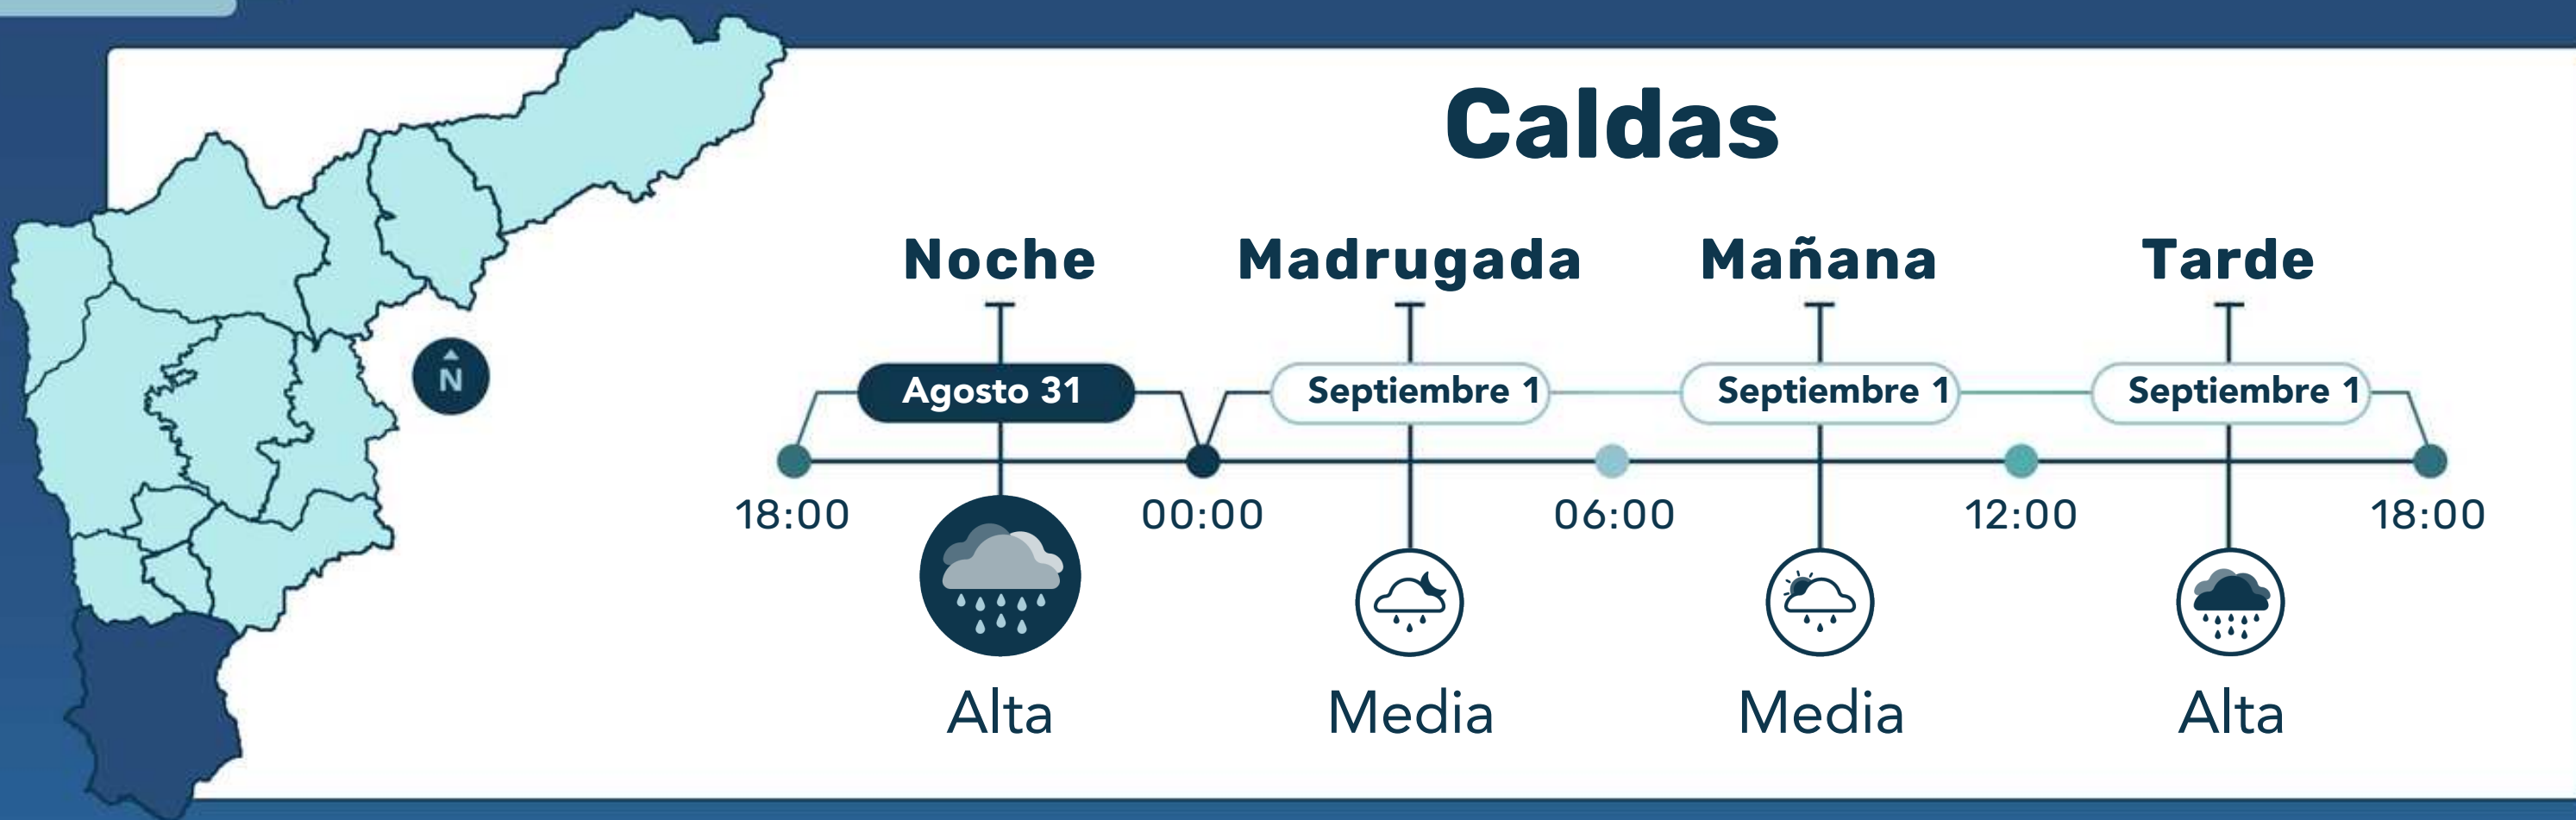 Caldas
Noche
Madrugada
Mañana
Tarde
Agosto 31
Septiembre 1
Septiembre 1
Septiembre 1
N
18:00
00:00
06:00
12:00
18:00
Alta
Media
Media
Alta